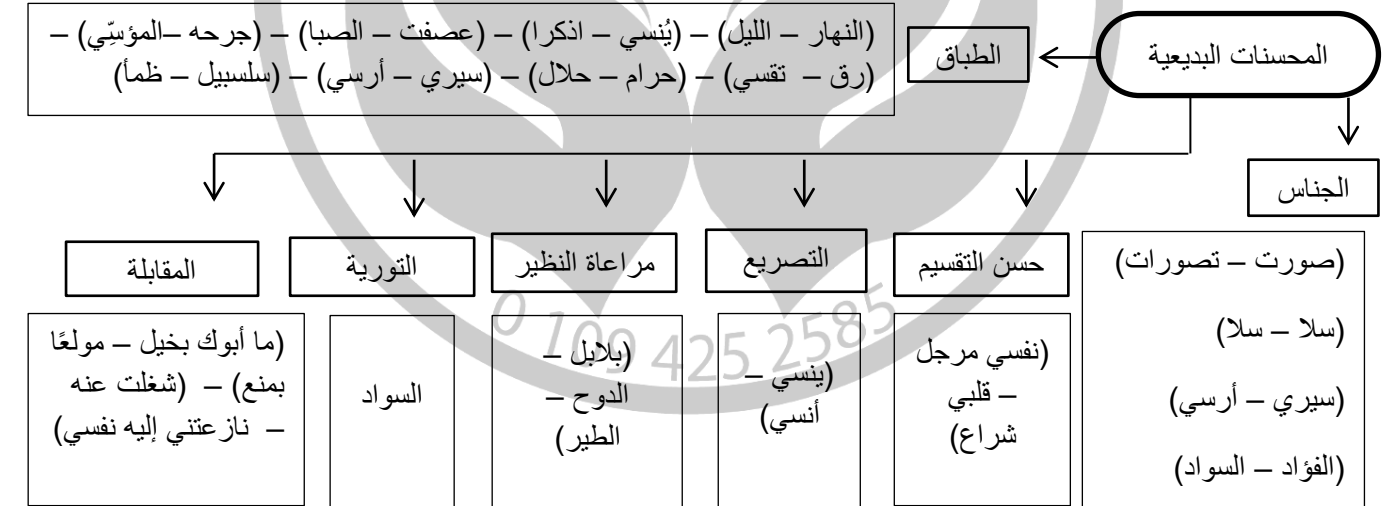 المحسنات البديعية
الطباق
(النهار – الليل) – (يُنسي – اذكرا) – (عصفت – الصبا) – (جرحه –المؤسِّي) –
(رق – تقسي) – (حرام – حلال) – (سيري – أرسي) – (سلسبيل – ظمأ)
الجناس
(صورت – تصورات)
(سلا – سلا)
(سيري – أرسي)
(الفؤاد – السواد)
حسن التقسيم
(نفسي مرجل
– قلبي
شراع)
التصريع
(ينسي –
أنسي)
مراعاة النظير
(بلابل –
الدوح –
الطير)
التورية
السواد
المقابلة
(ما أبوك بخيل – مولعًا
بمنع) – (شغلت عنه
– نازعتني إليه نفسي)
0 109 425 2585